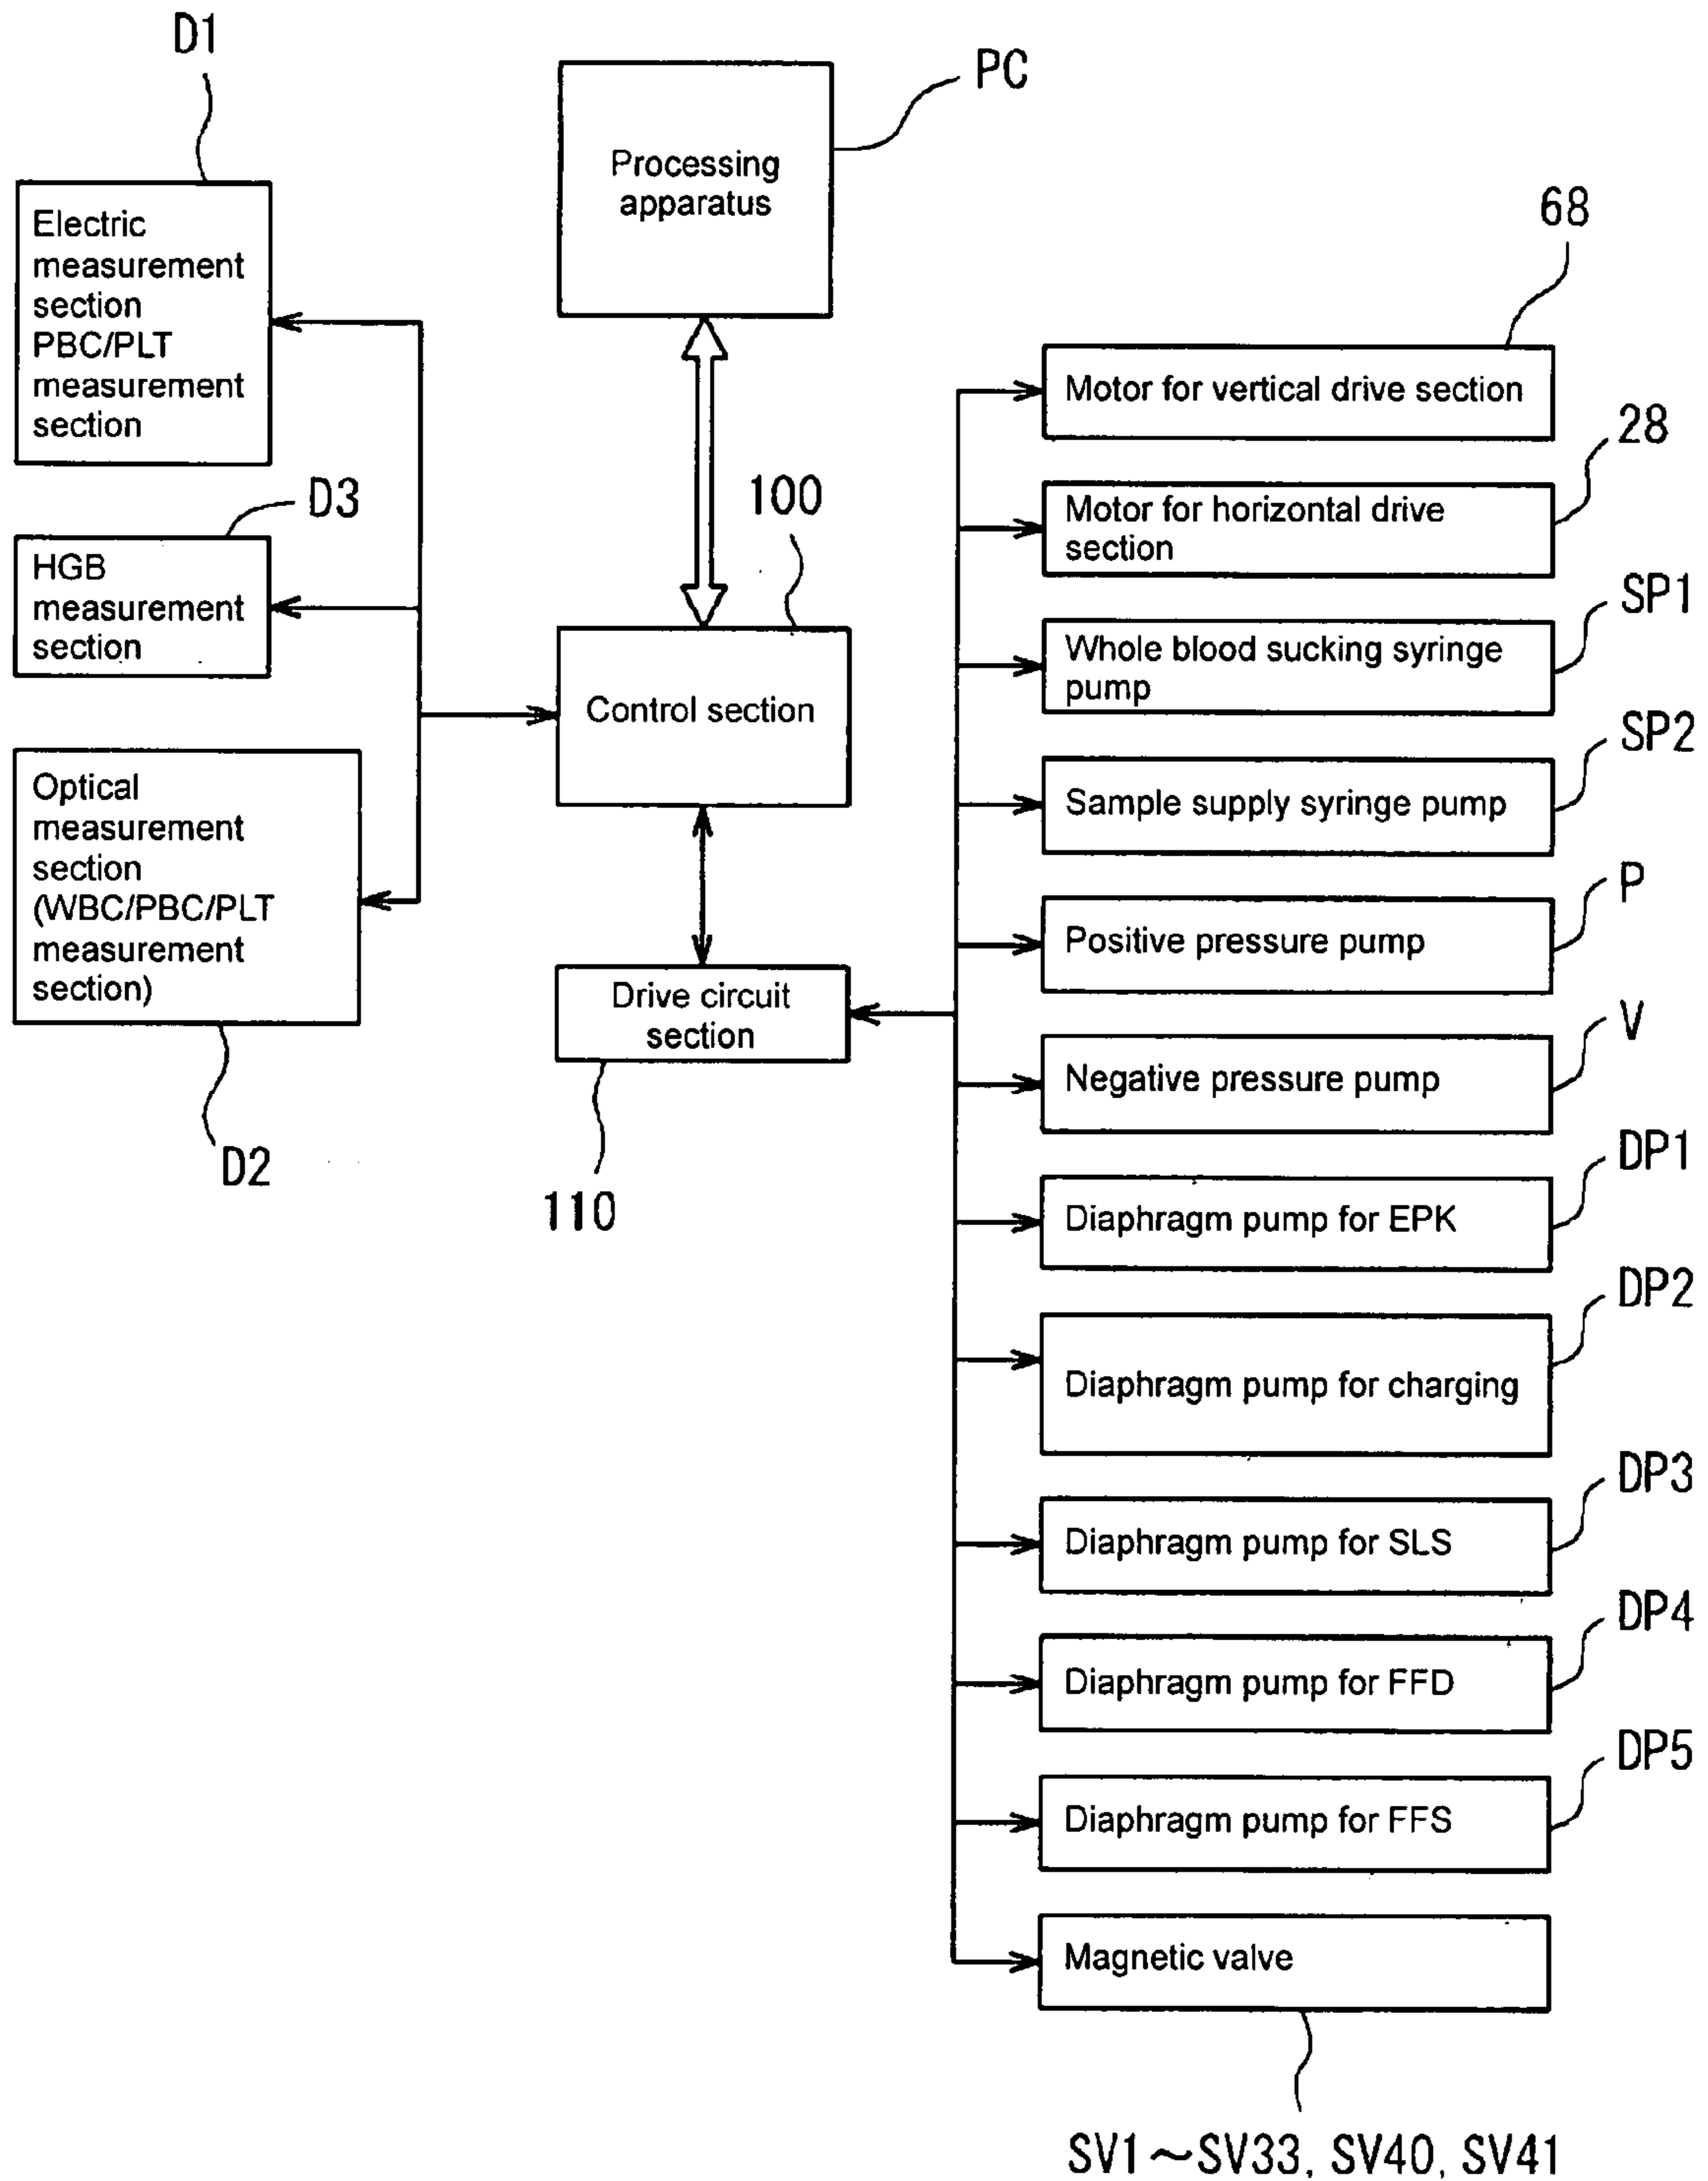 D1
PC
Processing
apparatus
Electric
measurement
section
PBC/PLT
measurement
section
D3
HGB
measurement
section
100
Control section
Optical
measurement
section
(WBC/PBC/PLT
measurement
section)
D2
Drive circuit
section
110
68
Motor for vertical drive section
28
Motor for horizontal drive
section
SP1
Whole blood sucking syringe
pump
SP2
Sample supply syringe pump
P
Positive pressure pump
V
Negative pressure pump
DP1
Diaphragm pump for EPK
DP2
Diaphragm pump for charging
DP3
Diaphragm pump for SLS
DP4
Diaphragm pump for FFD
DP5
Diaphragm pump for FFS
Magnetic valve
SV1～SV33, SV40, SV41